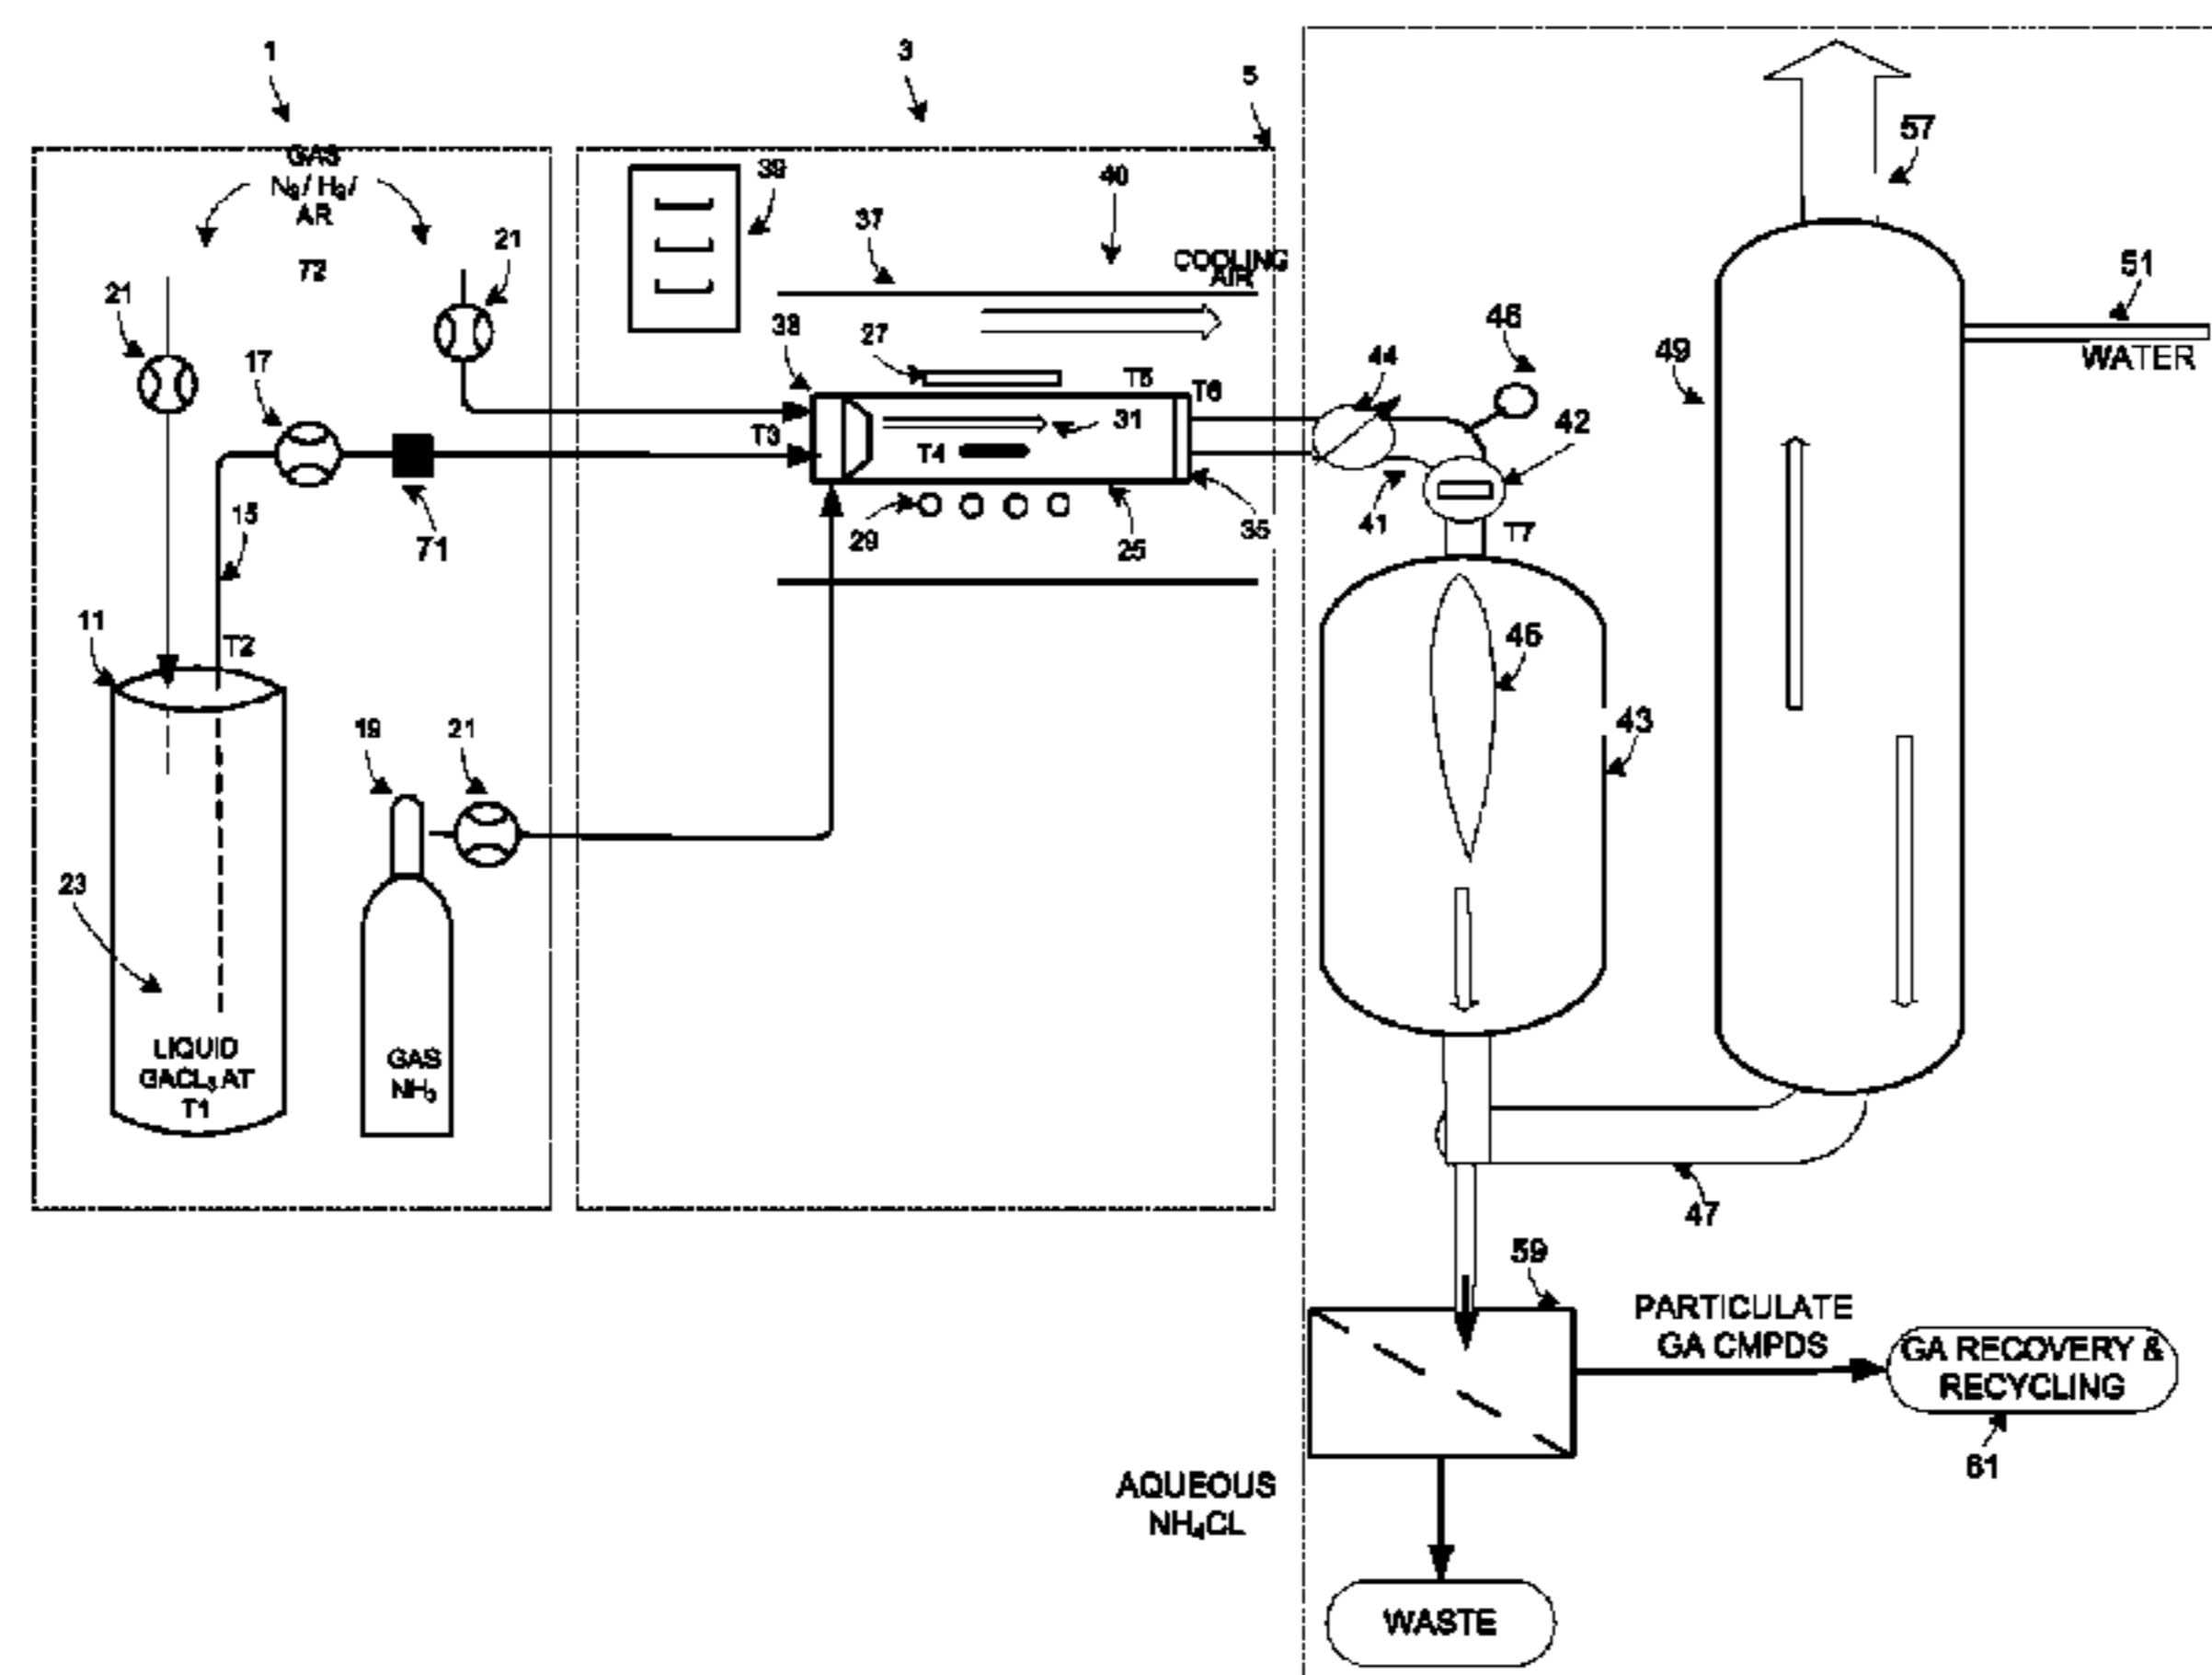 1
3
5
GAS
N2/ H2/
AR
72
21
21
17
71
15
11
T2
23
LIQUID
GACL3 AT
T1
19
21
GAS
NH3
39
37
40
COOLING
AIR
38
27
T5
T6
T3
31
T4
29
25
35
44
46
42
41
T7
45
43
49
57
51
WATER
47
59
PARTICULATE
GA CMPDS
GA RECOVERY &
RECYCLING
61
AQUEOUS
NH4CL
WASTE